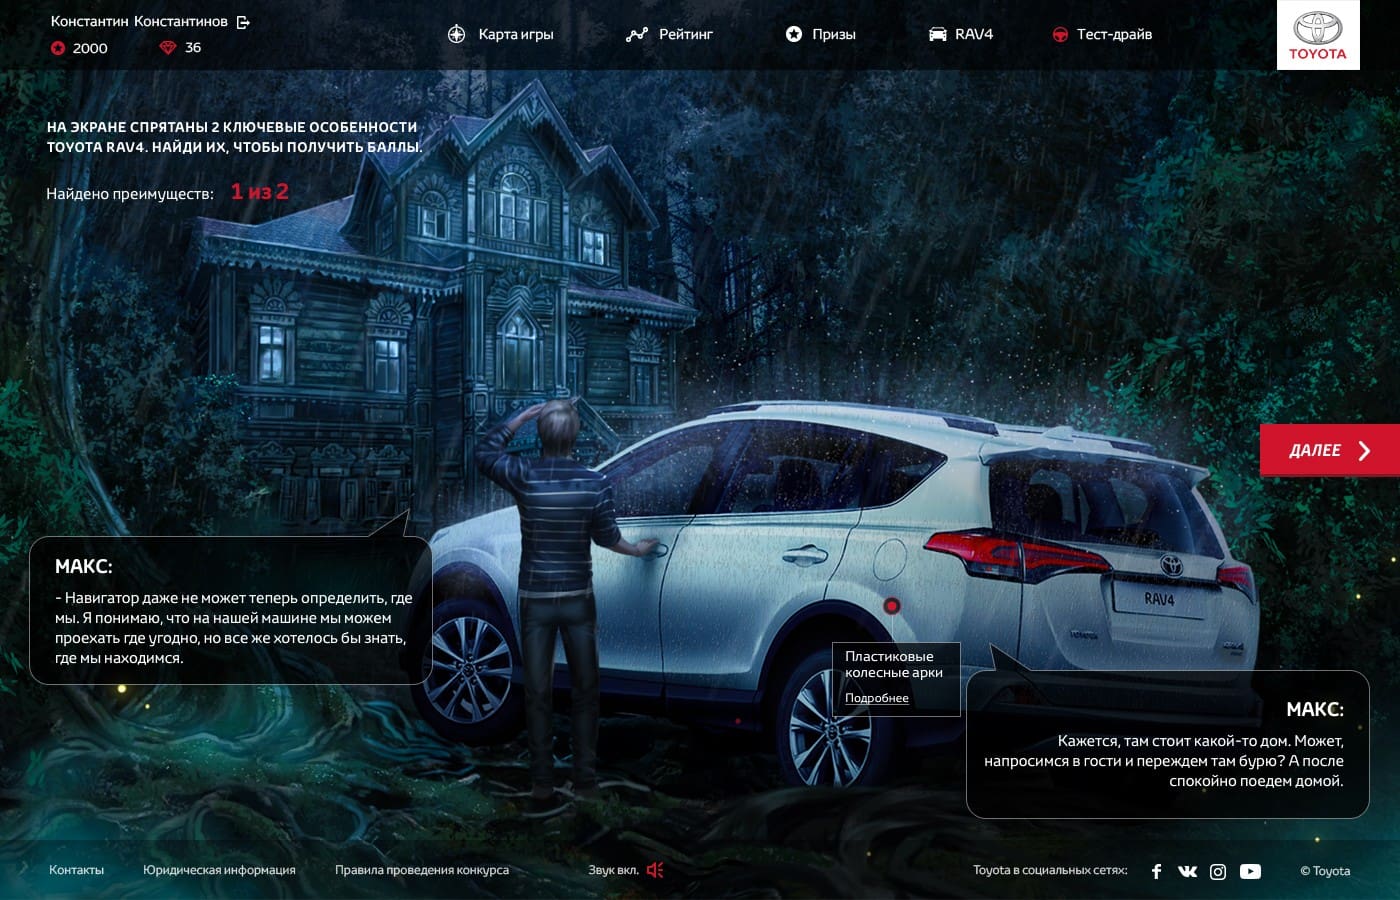 Константин Константинов
2000
36
Карта игры
Рейтинг
Призы
RAV4
Тест-драйв
TOYOTA
НА ЭКРАНЕ СПРЯТАНЫ 2 КЛЮЧЕВЫЕ ОСОБЕННОСТИ
TOYOTA RAV4. НАЙДИ ИХ, ЧТОБЫ ПОЛУЧИТЬ БАЛЛЫ.
Найдено преимуществ: 1 из 2
ДАЛЕЕ
МАКС:
- Навигатор даже не может теперь определить, где
мы. Я понимаю, что на нашей машине мы можем
проехать где угодно, но все же хотелось бы знать,
где мы находимся.
RAV4
Пластиковые
колесные арки
Подробнее
МАКС:
Кажется, там стоит какой-то дом. Может,
напросимся в гости и переждем там бурю? А после
спокойно поедем домой.
Контакты
Юридическая информация
Правила проведения конкурса
Звук вкл.
Toyota в социальных сетях:
© Toyota